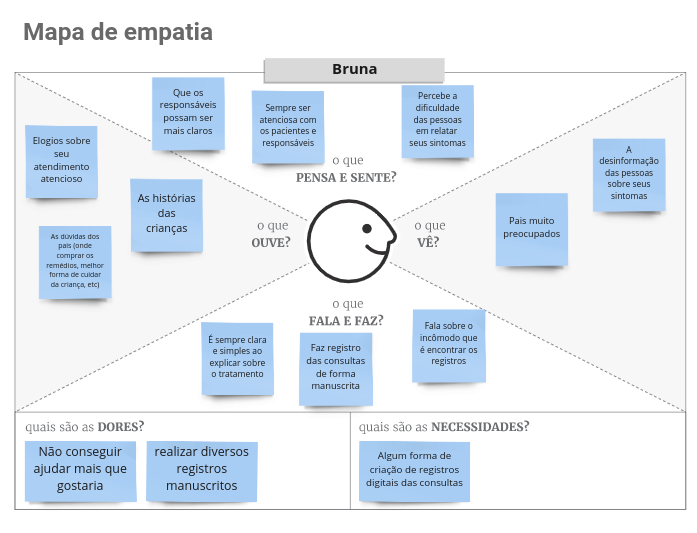 Mapa de empatia
Bruna
Que os
responsáveis
possam ser
mais claros
Sempre ser
atenciosa com
os pacientes e
responsáveis
Percebe a
dificuldade
das pessoas
em relatar
seus sintomas
o que
PENSA E SENTE?
Elogios sobre
seu
atendimento
atencioso
As histórias
das
crianças
As dúvidas dos
pais (onde
comprar os
remédios, melhor
forma de cuidar
da criança, etc)
o que
OUVE?
o que
VÊ?
Pais muito
preocupados
A
desinformação
das pessoas
sobre seus
sintomas
o que
FALA E FAZ?
É sempre clara
e simples ao
explicar sobre
o tratamento
Faz registro
das consultas
de forma
manuscrita
Fala sobre o
incômodo que
é encontrar os
registros
quais são as DORES?
Não conseguir
ajudar mais que
gostaria
realizar diversos
registros
manuscritos
quais são as NECESSIDADES?
Algum forma de
criação de registros
digitais das consultas